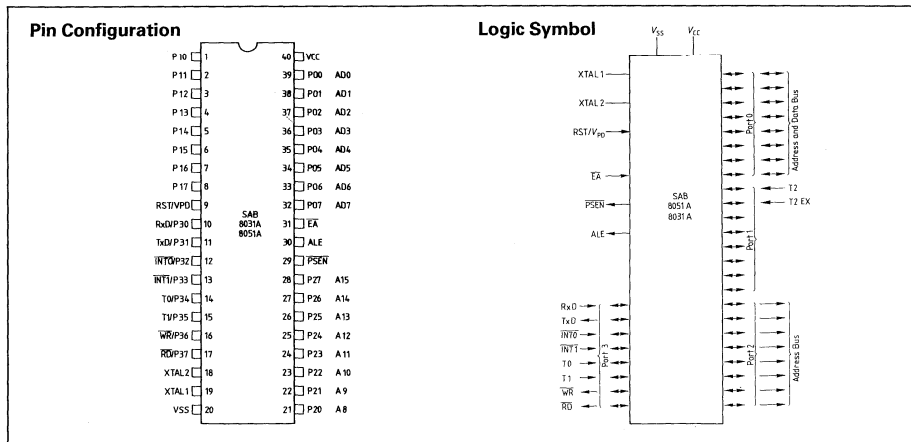 Pin Configuration
P10 1 40 VCC
P11 2 39 P00 AD0
P12 3 38 P01 AD1
P13 4 37 P02 AD2
P14 5 36 P03 AD3
P15 6 35 P04 AD4
P16 7 34 P05 AD5
P17 8 33 P06 AD6
RST/VPD 9 32 P07 AD7
RxD/P30 10 31 EA
TxD/P31 11 30 ALE
INT0/P32 12 29 PSEN
INT1/P33 13 28 P27 A15
T0/P34 14 27 P26 A14
T1/P35 15 26 P25 A13
WR/P36 16 25 P24 A12
RD/P37 17 24 P23 A11
XTAL2 18 23 P22 A10
XTAL1 19 22 P21 A9
VSS 20 21 P20 A8
SAB
8031A
8051A
Logic Symbol
VSS VCC
XTAL1
XTAL2
RST/VPD
EA
PSEN
ALE
SAB
8051A
8031A
Port 0
Address and Data Bus
T2
T2 EX
Port 1
RxD
TxD
INT0
INT1
T0
T1
WR
RD
Port 3
Port 2
Address Bus